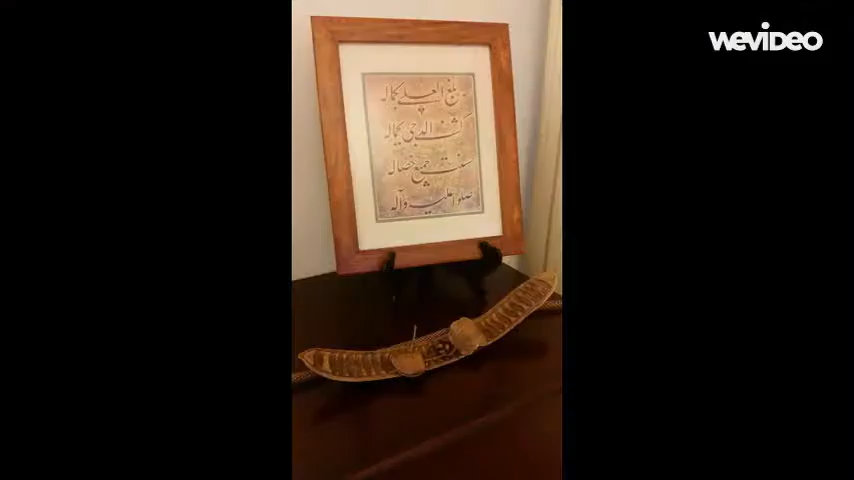 WEVIDEO
بلغ العلی بکماله
کشف الدجی بجماله
حسنت جمیع خصاله
صلوا علیه وآله